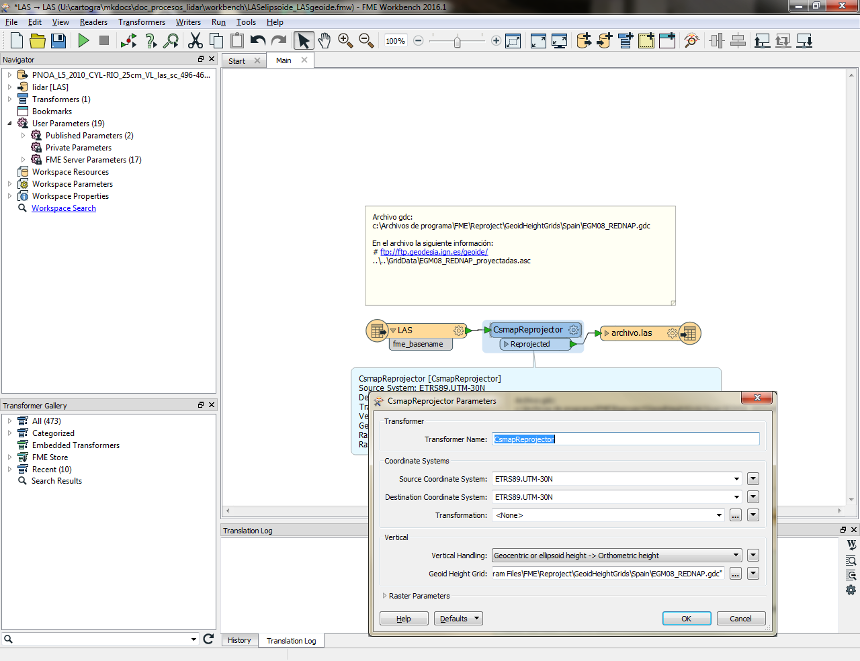 *LAS → LAS (U:\cartogra\mkdocs\doc_procesos_lidar\workbench\LASelipsoide_LASgeoide.fmw) - FME Workbench 2016.1
File Edit View Readers Transformers Writers Run Tools Help
100%
Navigator
PNOA_L5_2010_CYL-RIO_25cm_VL_las_sc_496-46...
lidar [LAS]
Transformers (1)
Bookmarks
User Parameters (19)
Published Parameters (2)
Private Parameters
FME Server Parameters (17)
Workspace Resources
Workspace Parameters
Workspace Properties
Workspace Search
Transformer Gallery
All (473)
Categorized
Embedded Transformers
FME Store
Recent (10)
Search Results
Start
Main
Archivo gdc:
c:\Archivos de programa\FME\Reproject\GeoidHeightGrids\Spain\EGM08_REDNAP.gdc
En el archivo la siguiente información:
# ftp://ftp.geodesia.ign.es/geoide/
..\..\GridData\EGM08_REDNAP_proyectadas.asc
LAS
fme_basename
CsmapReprojector
Reprojected
archivo.las
CsmapReprojector [CsmapReprojector]
Source System: ETRS89.UTM-30N
De
Tra
Ve
Ge
Ra
Ra
CsmapReprojector Parameters
Transformer
Transformer Name: CsmapReprojector
Coordinate Systems
Source Coordinate System: ETRS89.UTM-30N
Destination Coordinate System: ETRS89.UTM-30N
Transformation: <None>
Vertical
Vertical Handling: Geocentric or ellipsoid height -> Orthometric height
Geoid Height Grid: ram Files\FME\Reproject\GeoidHeightGrids\Spain\EGM08_REDNAP.gdc"
Raster Parameters
Help Defaults OK Cancel
Translation Log
History Translation Log